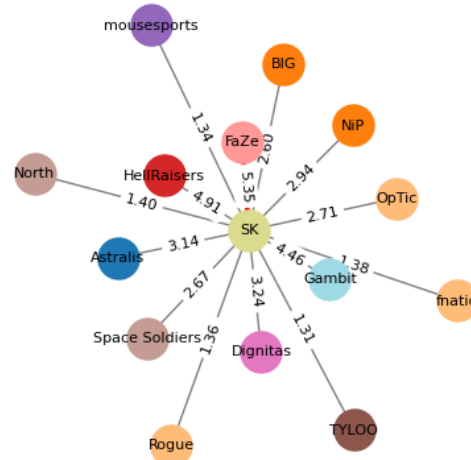 mousesports
BIG
1.34
2.60
NiP
FaZe
5.35
2.94
North
HellRaisers
1.40
4.91
OpTic
2.71
SK
Astralis
3.14
4.46
1.38
Gambit
fnatic
2.67
3.24
1.31
Space Soldiers
1.36
Dignitas
TYLOO
Rogue